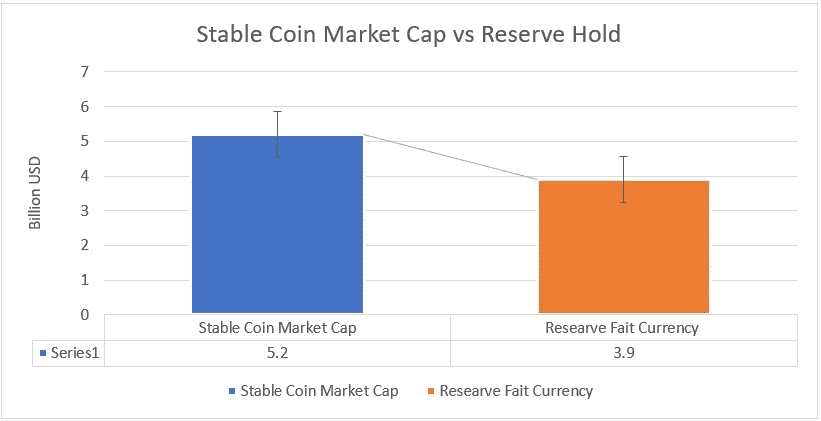 Stable Coin Market Cap vs Reserve Hold
7
6
5
4
3
2
1
0
Billion USD
Stable Coin Market Cap Researve Fait Currency
Series1 5.2 3.9
Stable Coin Market Cap Researve Fait Currency